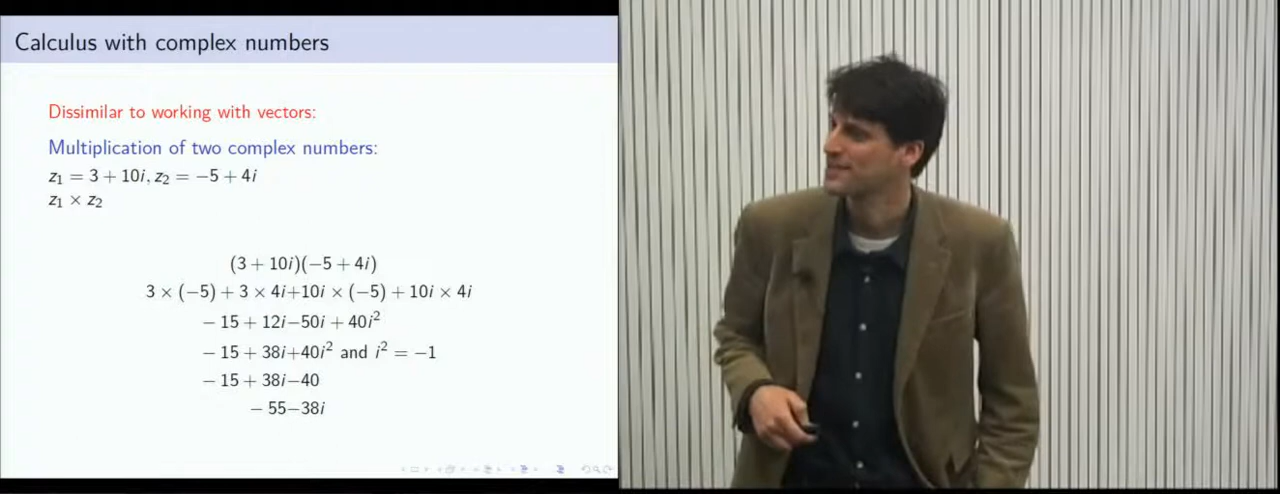 Calculus with complex numbers
Dissimilar to working with vectors:
Multiplication of two complex numbers:
z₁ = 3 + 10i, z₂ = −5 + 4i
z₁ × z₂
(3 + 10i)(−5 + 4i)
3 × (−5) + 3 × 4i+10i × (−5) + 10i × 4i
− 15 + 12i−50i + 40i²
− 15 + 38i+40i² and i² = −1
− 15 + 38i−40
− 55−38i